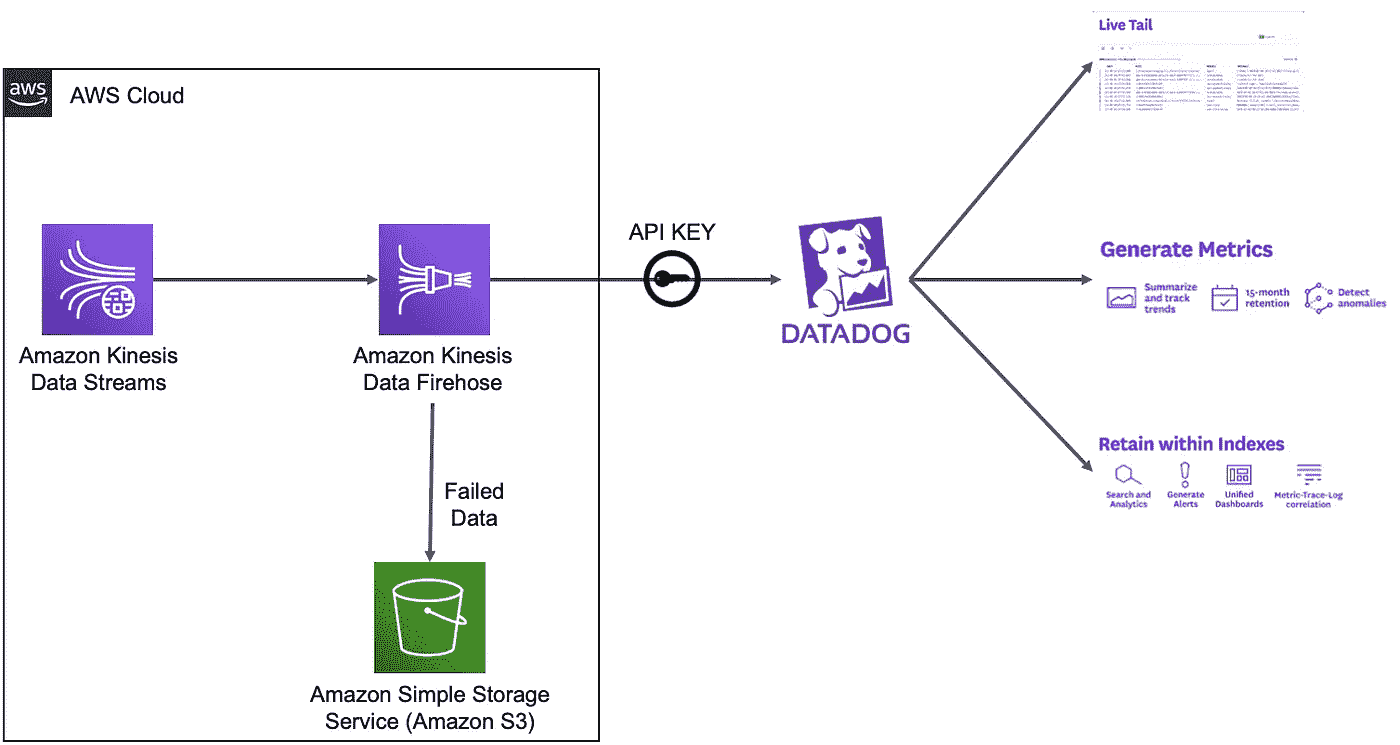 Live Tail
aws
AWS Cloud
API KEY
Generate Metrics
Summarize
and track
trends
15-month
retention
Detect
anomalies
DATADOG
Amazon Kinesis
Data Streams
Amazon Kinesis
Data Firehose
Retain within Indexes
Search and
Analytics
Generate
Alerts
Unified
Dashboards
Metric-Trace-Log
correlation
Failed
Data
Amazon Simple Storage
Service (Amazon S3)